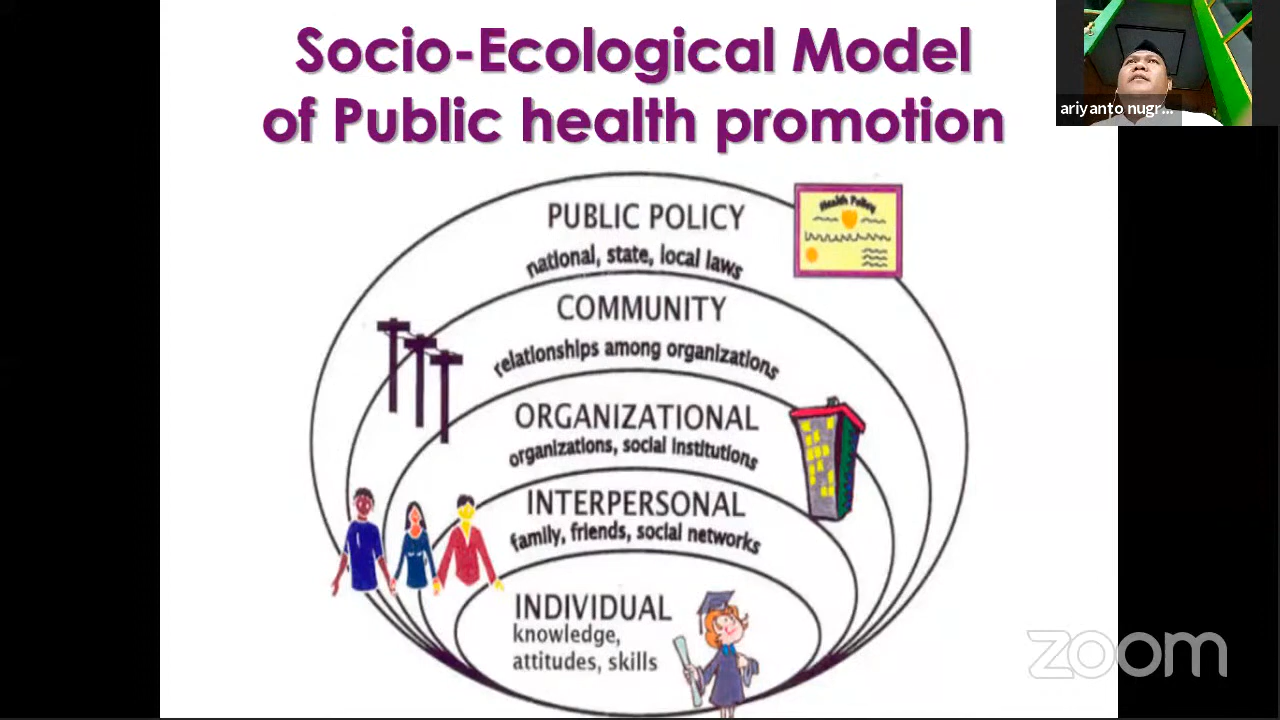 Socio-Ecological Model
of Public health promotion
ariyanto nugr...
Health Policy
PUBLIC POLICY
national, state, local laws
COMMUNITY
relationships among organizations
ORGANIZATIONAL
organizations, social institutions
INTERPERSONAL
family, friends, social networks
INDIVIDUAL
knowledge,
attitudes, skills
zoom